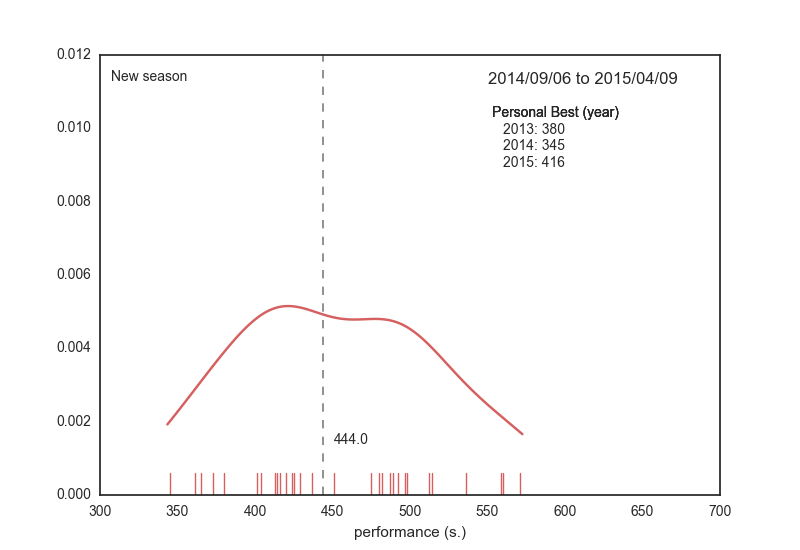 0.012
New season
2014/09/06 to 2015/04/09
Personal Best (year)
2013: 380
2014: 345
2015: 416
0.010
0.008
0.006
0.004
0.002
444.0
0.000
300 350 400 450 500 550 600 650 700
performance (s.)